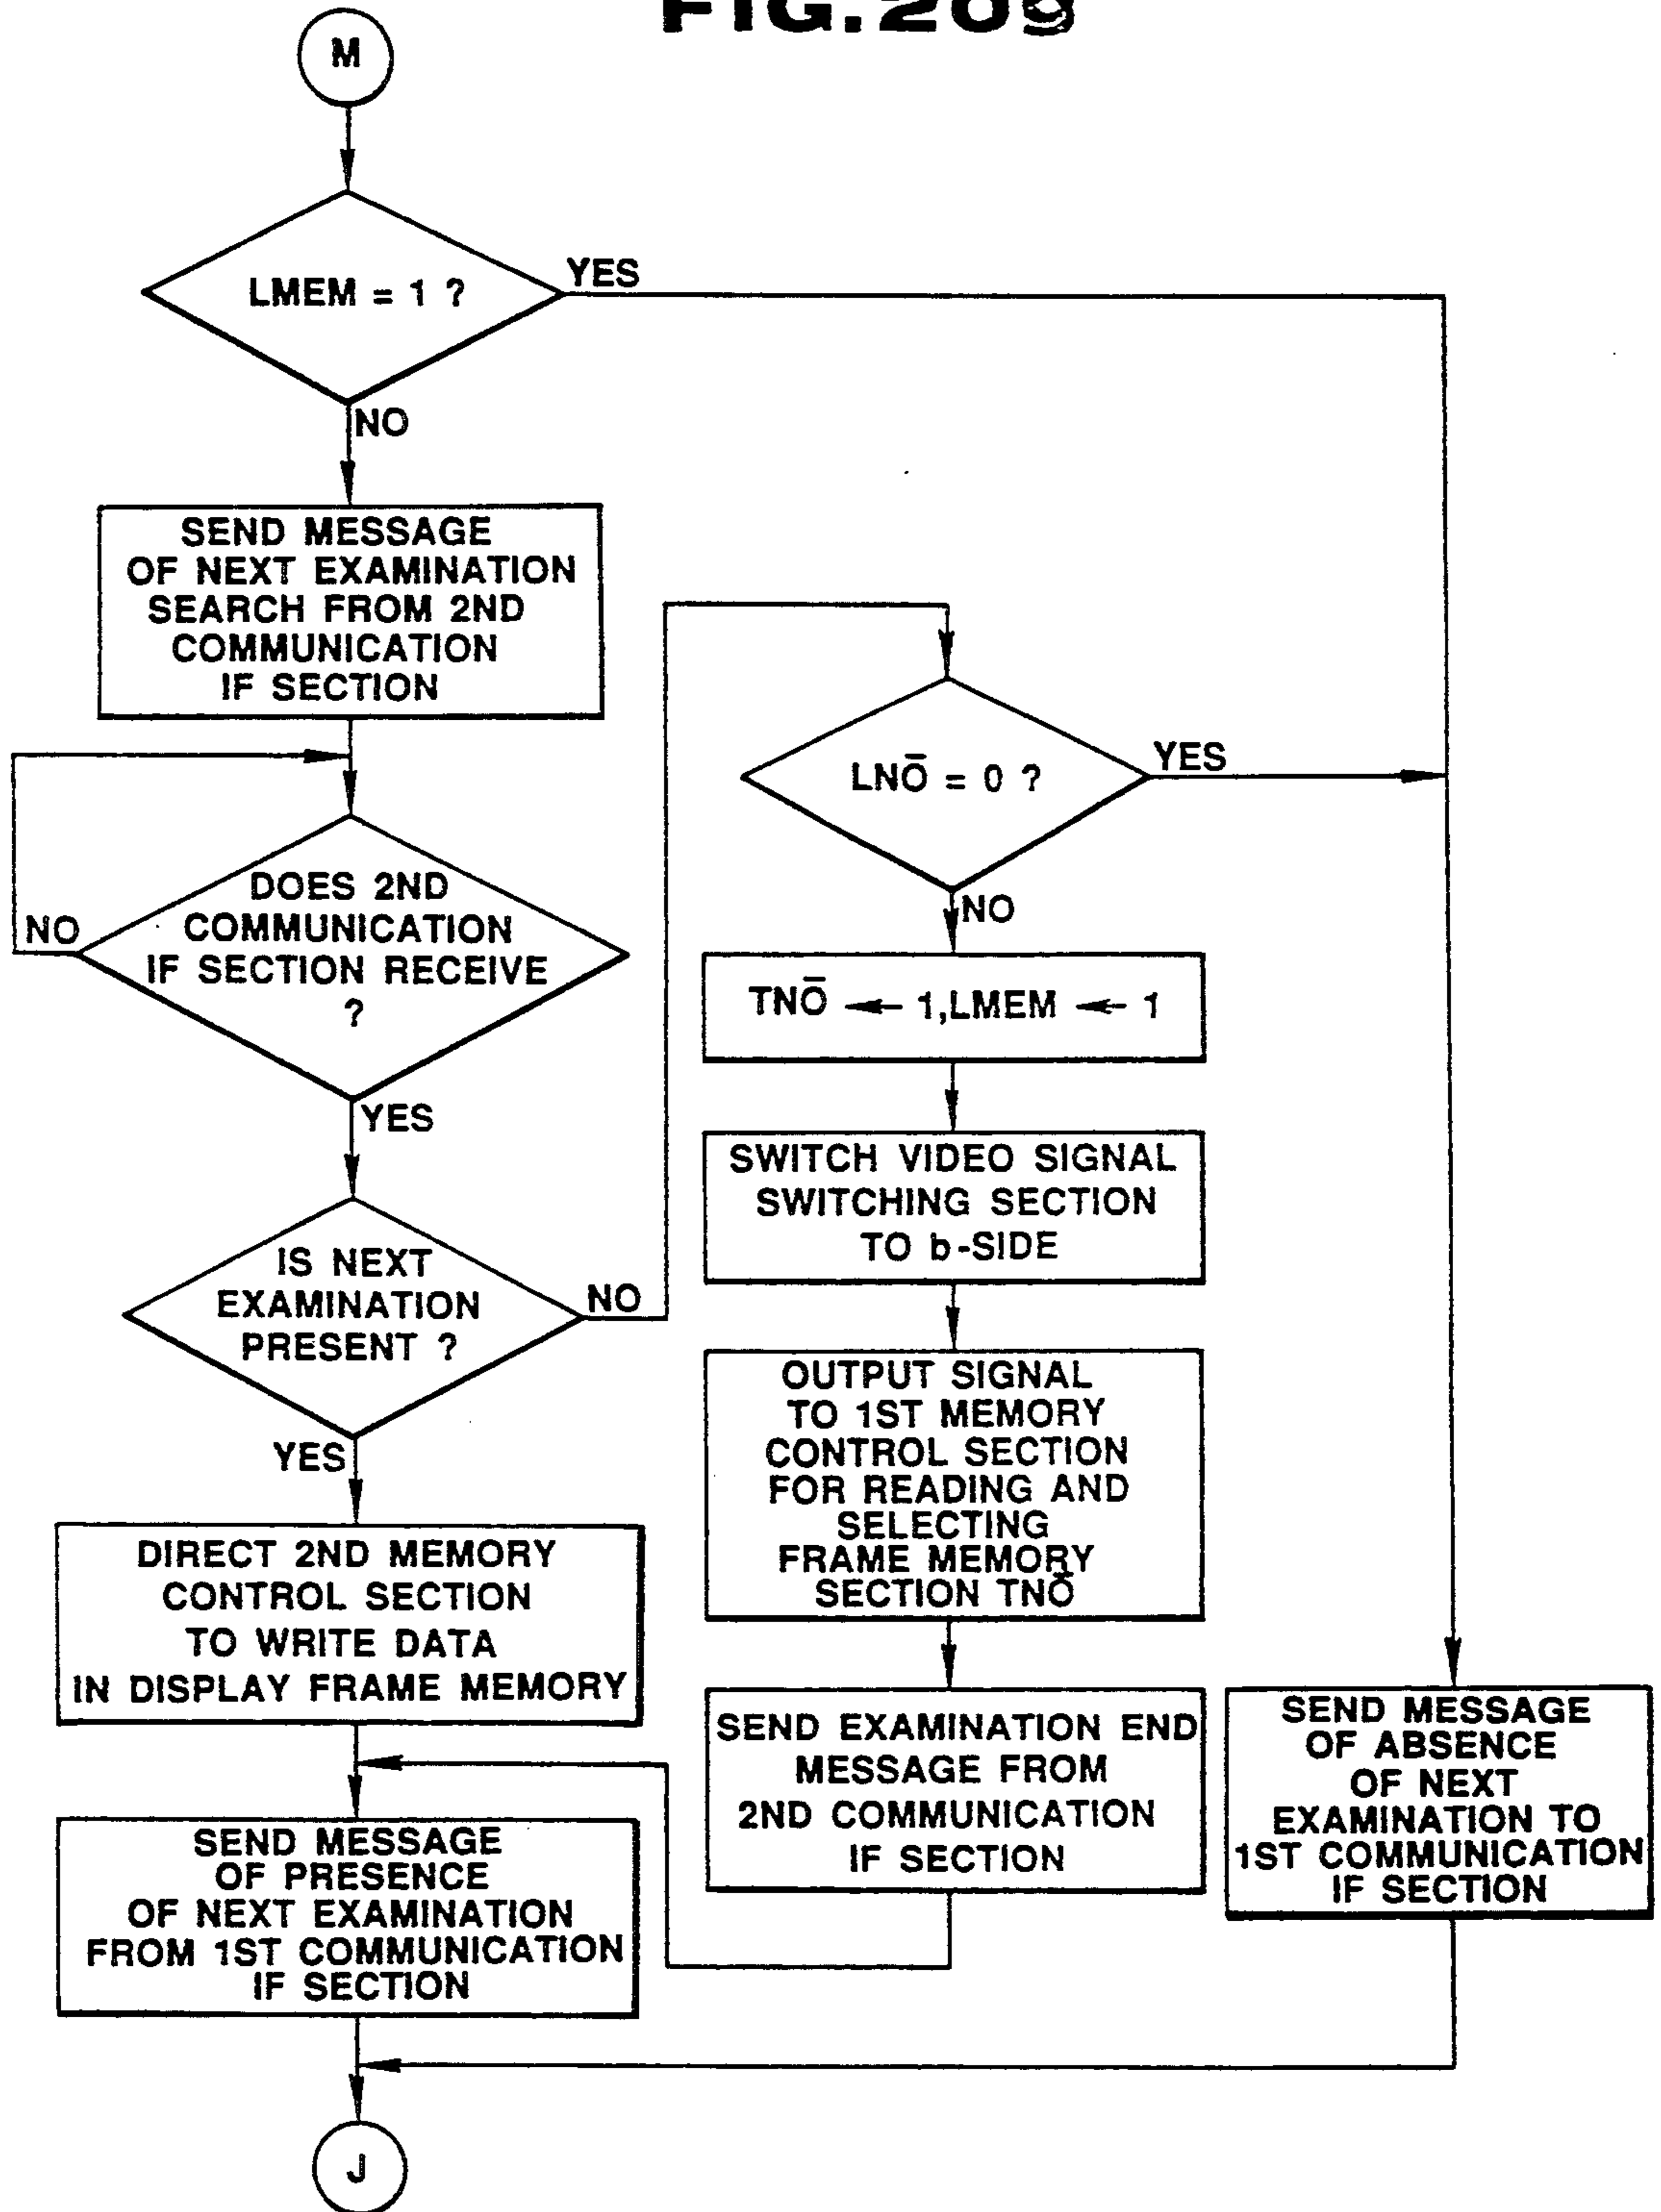 FIG.20g
M
LMEM = 1 ?
YES
NO
SEND MESSAGE
OF NEXT EXAMINATION
SEARCH FROM 2ND
COMMUNICATION
IF SECTION
DOES 2ND
COMMUNICATION
IF SECTION RECEIVE
?
NO
YES
IS NEXT
EXAMINATION
PRESENT ?
NO
YES
DIRECT 2ND MEMORY
CONTROL SECTION
TO WRITE DATA
IN DISPLAY FRAME MEMORY
SEND MESSAGE
OF PRESENCE
OF NEXT EXAMINATION
FROM 1ST COMMUNICATION
IF SECTION
J
LNŌ = 0 ?
YES
NO
TNŌ ← 1,LMEM ← 1
SWITCH VIDEO SIGNAL
SWITCHING SECTION
TO b-SIDE
OUTPUT SIGNAL
TO 1ST MEMORY
CONTROL SECTION
FOR READING AND
SELECTING
FRAME MEMORY
SECTION TNŌ
SEND EXAMINATION END
MESSAGE FROM
2ND COMMUNICATION
IF SECTION
SEND MESSAGE
OF ABSENCE
OF NEXT
EXAMINATION TO
1ST COMMUNICATION
IF SECTION